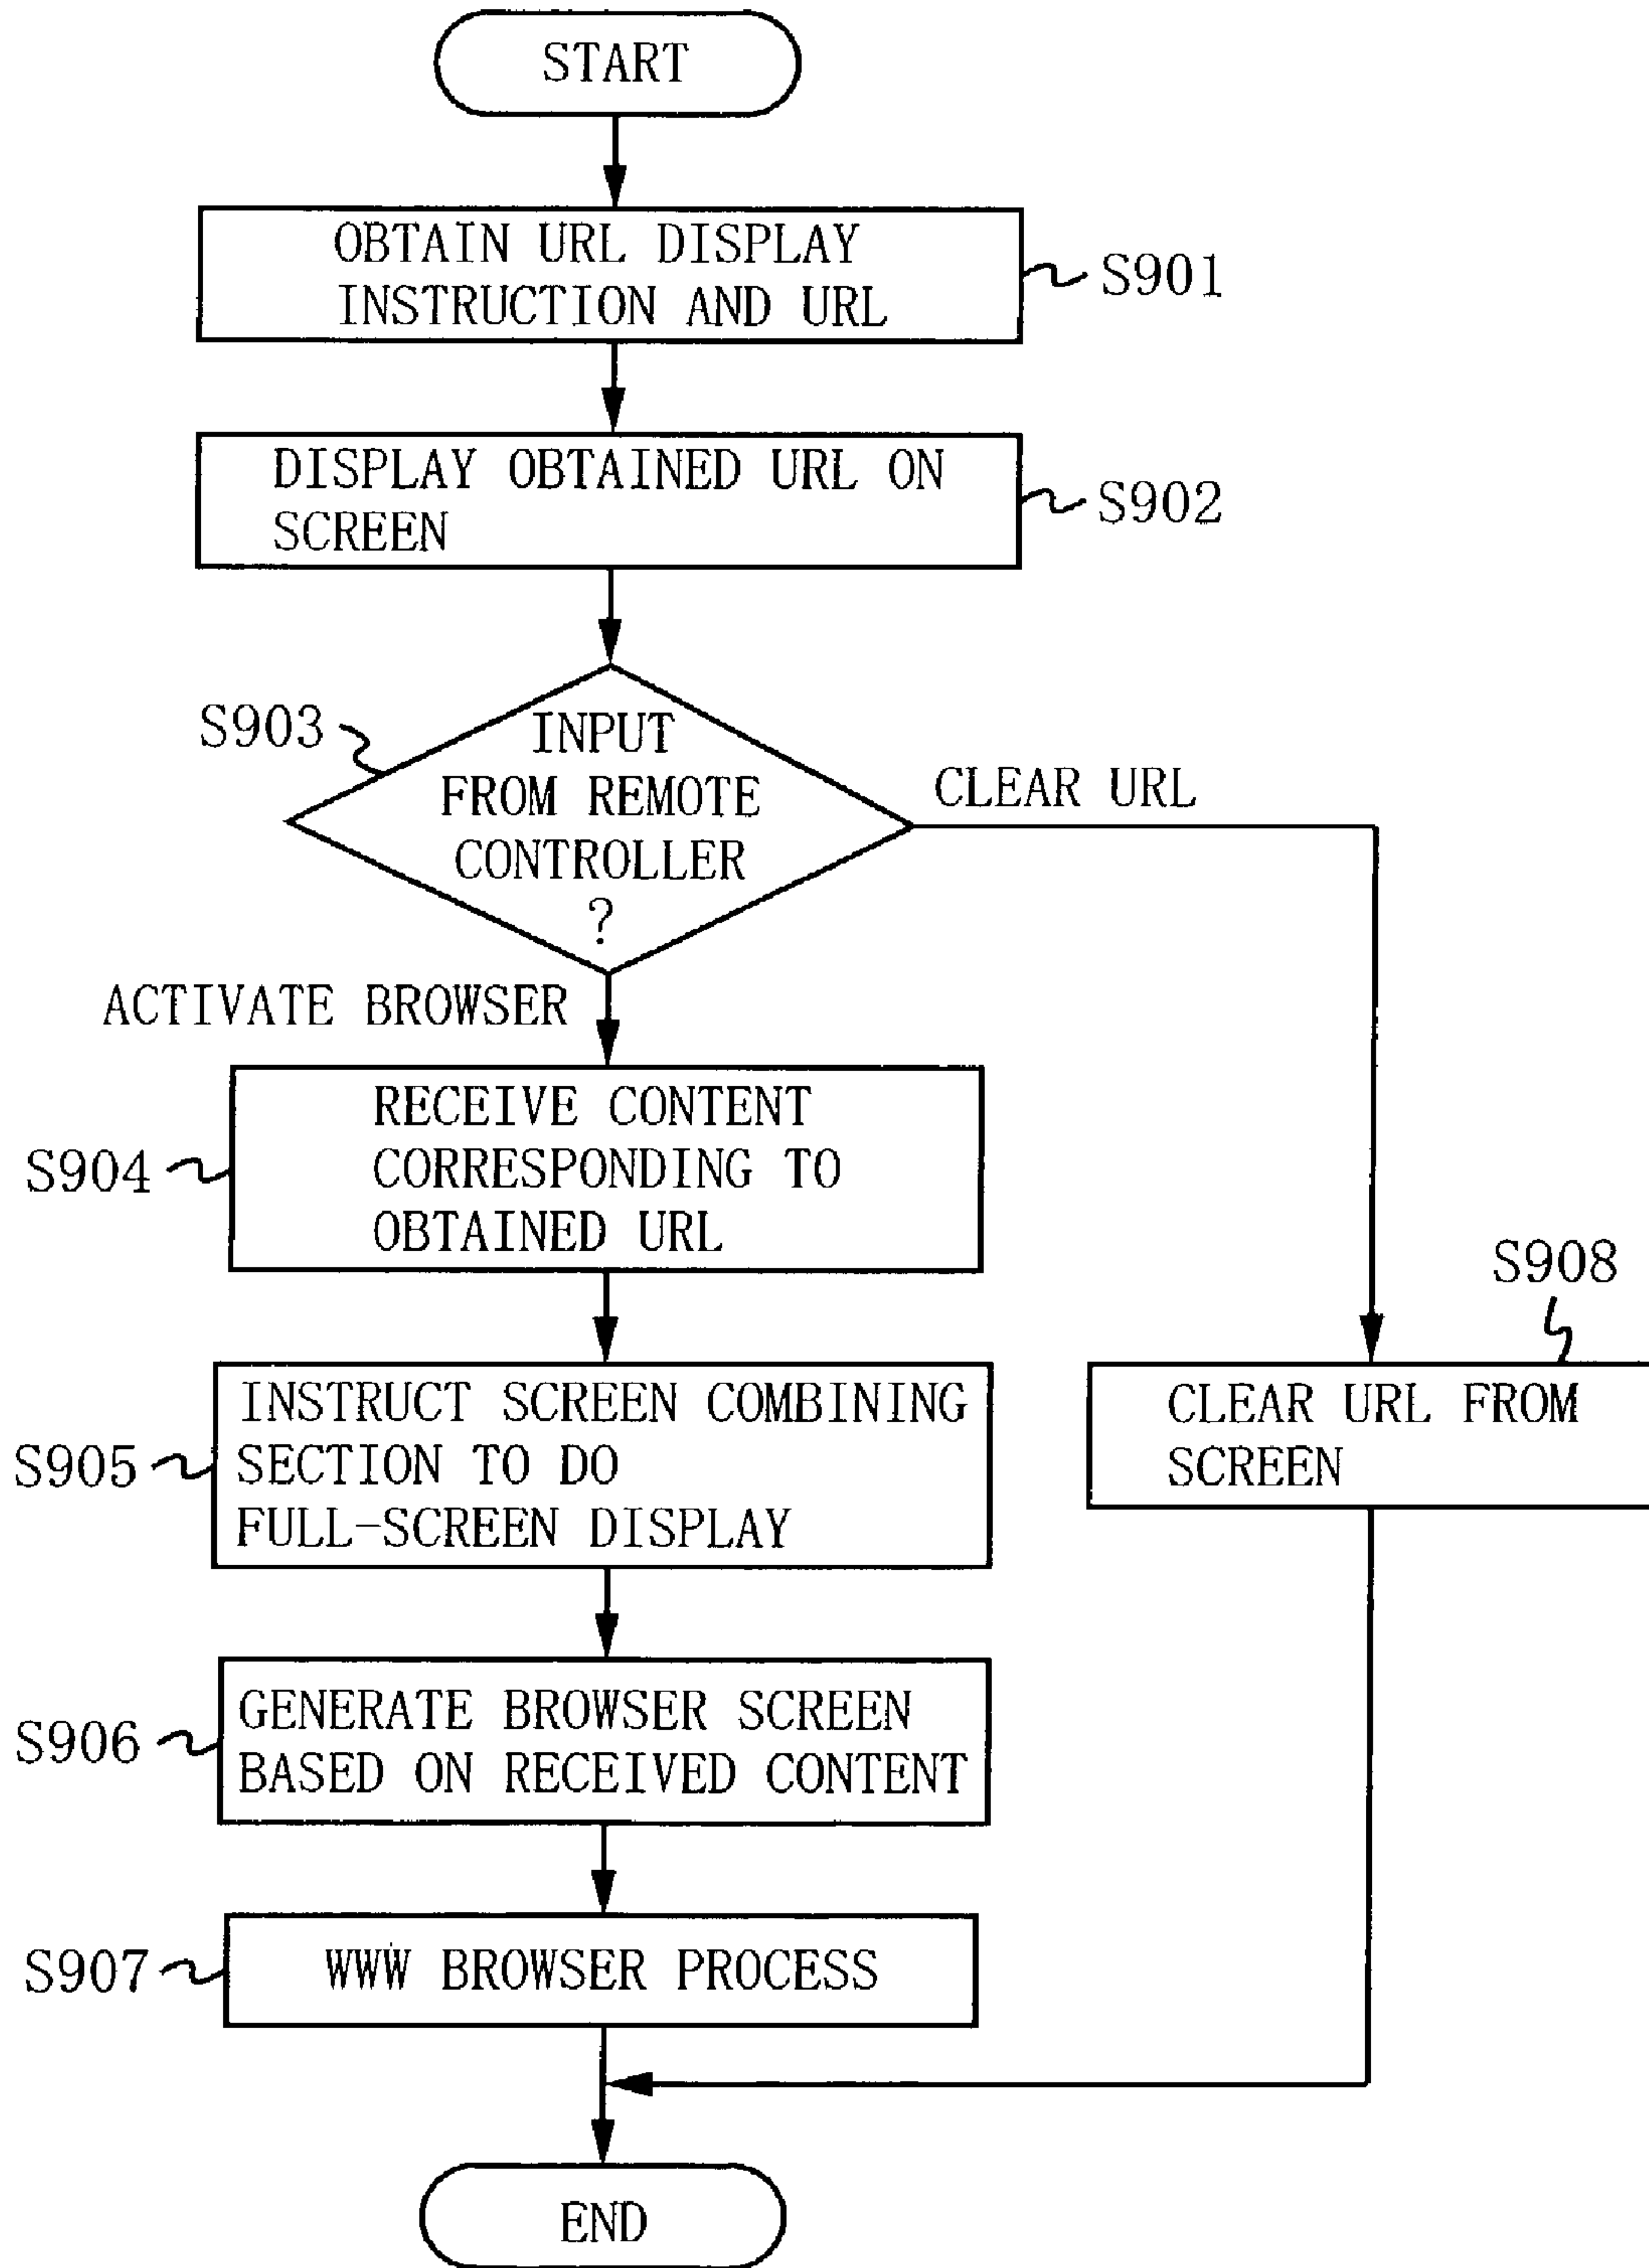 START
OBTAIN URL DISPLAY
INSTRUCTION AND URL
S901
DISPLAY OBTAINED URL ON
SCREEN
S902
S903
INPUT
FROM REMOTE
CONTROLLER
?
CLEAR URL
ACTIVATE BROWSER
RECEIVE CONTENT
CORRESPONDING TO
OBTAINED URL
S904
S908
INSTRUCT SCREEN COMBINING
SECTION TO DO
FULL-SCREEN DISPLAY
S905
CLEAR URL FROM
SCREEN
GENERATE BROWSER SCREEN
BASED ON RECEIVED CONTENT
S906
WWW BROWSER PROCESS
S907
END